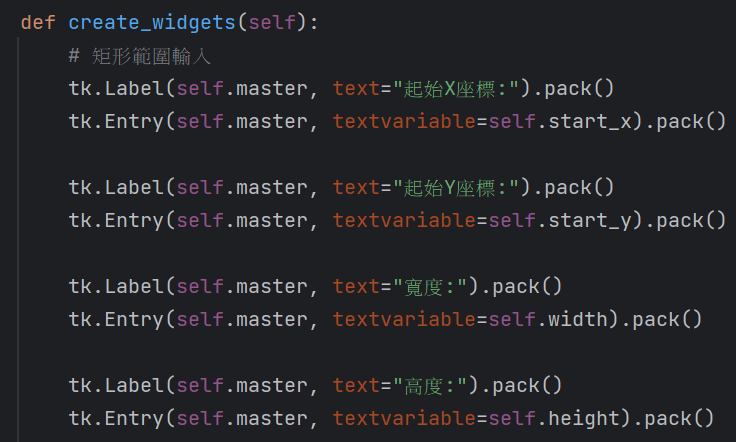 def create_widgets(self):
# 矩形範圍輸入
tk.Label(self.master, text="起始X座標:").pack()
tk.Entry(self.master, textvariable=self.start_x).pack()
tk.Label(self.master, text="起始Y座標:").pack()
tk.Entry(self.master, textvariable=self.start_y).pack()
tk.Label(self.master, text="寬度:").pack()
tk.Entry(self.master, textvariable=self.width).pack()
tk.Label(self.master, text="高度:").pack()
tk.Entry(self.master, textvariable=self.height).pack()